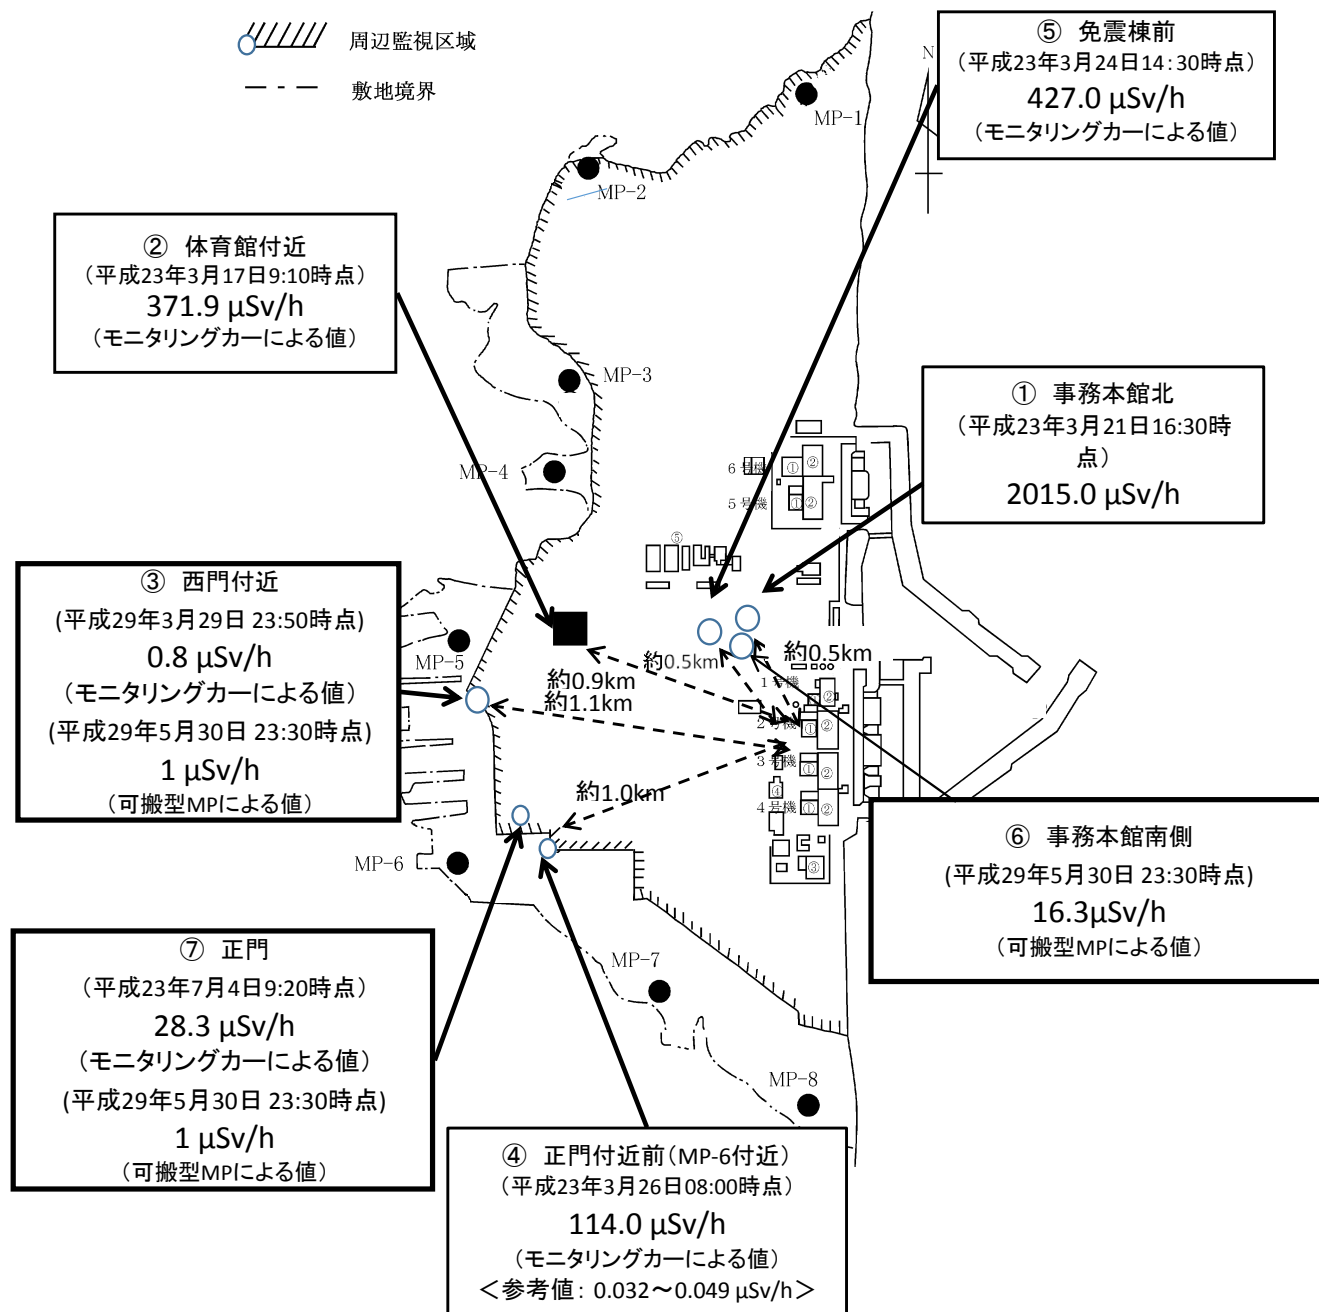 周辺監視区域
敷地境界
⑤ 免震棟前
（平成23年3月24日14：30時点）
427.0 μSv/h
（モニタリングカーによる値）
N
MP-1
MP-2
② 体育館付近
（平成23年3月17日9:10時点）
371.9 μSv/h
（モニタリングカーによる値）
MP-3
① 事務本館北
（平成23年3月21日16:30時
点）
2015.0 μSv/h
MP-4
６号機
①
②
５号機
①
②
⑤
③ 西門付近
(平成29年3月29日 23:50時点)
0.8 μSv/h
（モニタリングカーによる値）
(平成29年5月30日 23:30時点)
1 μSv/h
（可搬型MPによる値）
MP-5
約0.9km
約1.1km
約0.5km
約0.5km
１号機
②
２号機
①
②
３号機
①
②
④
４号機
①
②
③
約1.0km
MP-6
⑥ 事務本館南側
(平成29年5月30日 23:30時点)
16.3μSv/h
（可搬型MPによる値）
⑦ 正門
（平成23年7月4日9:20時点）
28.3 μSv/h
（モニタリングカーによる値）
(平成29年5月30日 23:30時点)
1 μSv/h
（可搬型MPによる値）
MP-7
MP-8
④ 正門付近前（MP-6付近）
（平成23年3月26日08:00時点）
114.0 μSv/h
（モニタリングカーによる値）
＜参考値：0.032～0.049 μSv/h＞